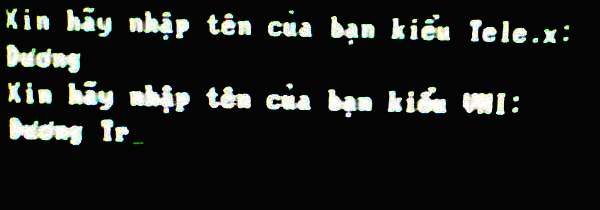 Xin hãy nhập tên của bạn kiểu Tele.x:
Dương
Xin hãy nhập tên của bạn kiểu VNI:
Dương Tr_